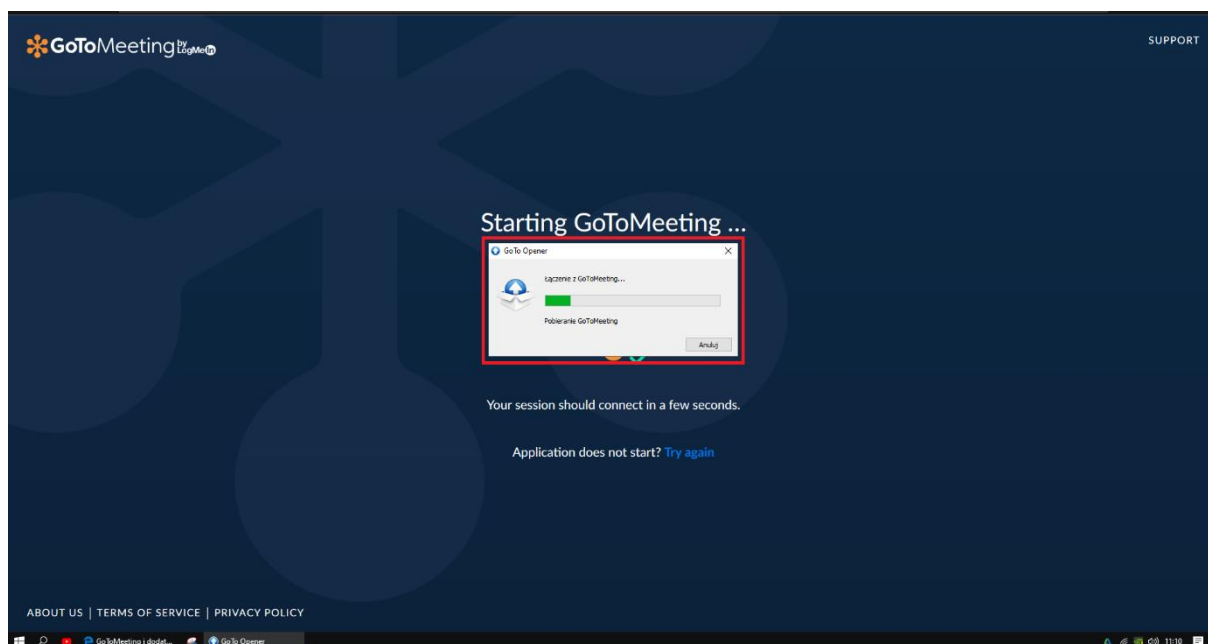 GoToMeeting by LogMeIn
SUPPORT
Starting GoToMeeting ...
GoTo Opener
Łączenie z GoToMeeting...
Pobieranie GoToMeeting
Anuluj
Your session should connect in a few seconds.
Application does not start? Try again
ABOUT US | TERMS OF SERVICE | PRIVACY POLICY
GoToMeeting i dodat...
GoTo Opener
11:10